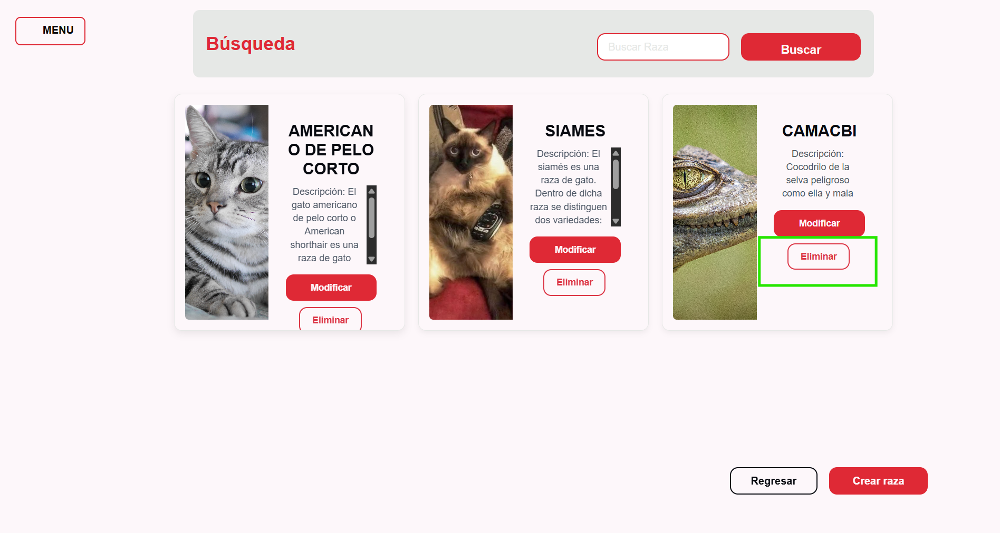 MENU
Búsqueda
Buscar Raza
Buscar
AMERICAN
O DE PELO
CORTO
Descripción: El
gato americano
de pelo corto o
American
shorthair es una
raza de gato
Modificar
Eliminar
SIAMES
Descripción: El
siamés es una
raza de gato.
Dentro de dicha
raza se distinguen
dos variedades:
Modificar
Eliminar
CAMACBI
Descripción:
Cocodrilo de la
selva peligroso
como ella y mala
Modificar
Eliminar
Regresar
Crear raza